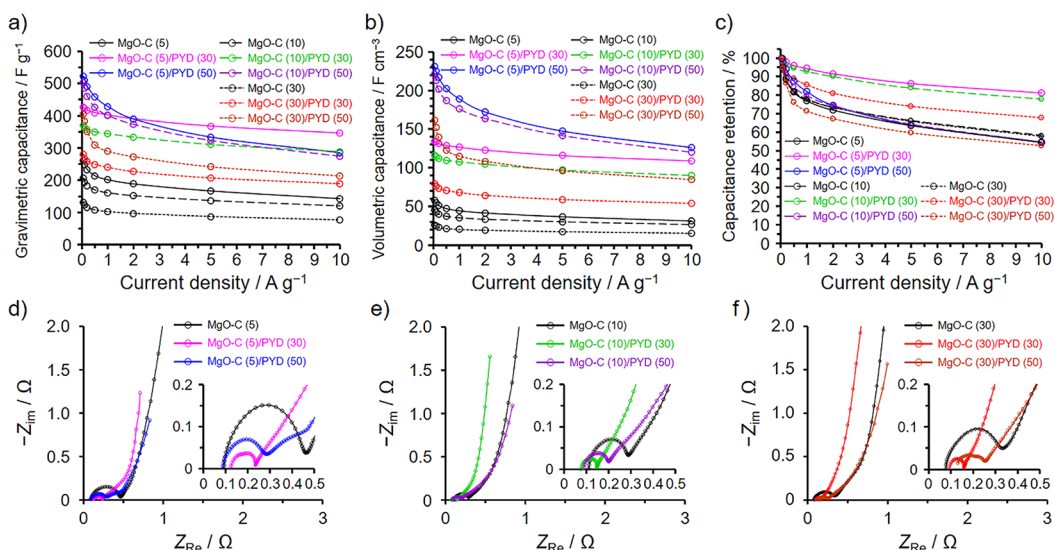 a)
Gravimetric capacitance / F g⁻¹
600
500
400
300
200
100
0
MgO-C (5)
MgO-C (10)
MgO-C (5)/PYD (30)
MgO-C (10)/PYD (30)
MgO-C (5)/PYD (50)
MgO-C (10)/PYD (50)
MgO-C (30)
MgO-C (30)/PYD (30)
MgO-C (30)/PYD (50)
0 1 2 3 4 5 6 7 8 9 10
Current density / A g⁻¹
b)
Volumetric capacitance / F cm⁻³
250
200
150
100
50
0
MgO-C (5)
MgO-C (10)
MgO-C (5)/PYD (30)
MgO-C (10)/PYD (30)
MgO-C (5)/PYD (50)
MgO-C (10)/PYD (50)
MgO-C (30)
MgO-C (30)/PYD (30)
MgO-C (30)/PYD (50)
0 1 2 3 4 5 6 7 8 9 10
Current density / A g⁻¹
c)
Capacitance retention / %
100
90
80
70
60
50
40
30
20
10
0
MgO-C (5)
MgO-C (5)/PYD (30)
MgO-C (5)/PYD (50)
MgO-C (10)
MgO-C (30)
MgO-C (10)/PYD (30)
MgO-C (30)/PYD (30)
MgO-C (10)/PYD (50)
MgO-C (30)/PYD (50)
0 1 2 3 4 5 6 7 8 9 10
Current density / A g⁻¹
d)
−Zim / Ω
2.0
1.5
1.0
0.5
0
MgO-C (5)
MgO-C (5)/PYD (30)
MgO-C (5)/PYD (50)
0.2
0.1
0
0 0.1 0.2 0.3 0.4 0.5
0 1 2 3
ZRe / Ω
e)
−Zim / Ω
2.0
1.5
1.0
0.5
0
MgO-C (10)
MgO-C (10)/PYD (30)
MgO-C (10)/PYD (50)
0.2
0.1
0
0 0.1 0.2 0.3 0.4 0.5
0 1 2 3
ZRe / Ω
f)
−Zim / Ω
2.0
1.5
1.0
0.5
0
MgO-C (30)
MgO-C (30)/PYD (30)
MgO-C (30)/PYD (50)
0.2
0.1
0
0 0.1 0.2 0.3 0.4 0.5
0 1 2 3
ZRe / Ω